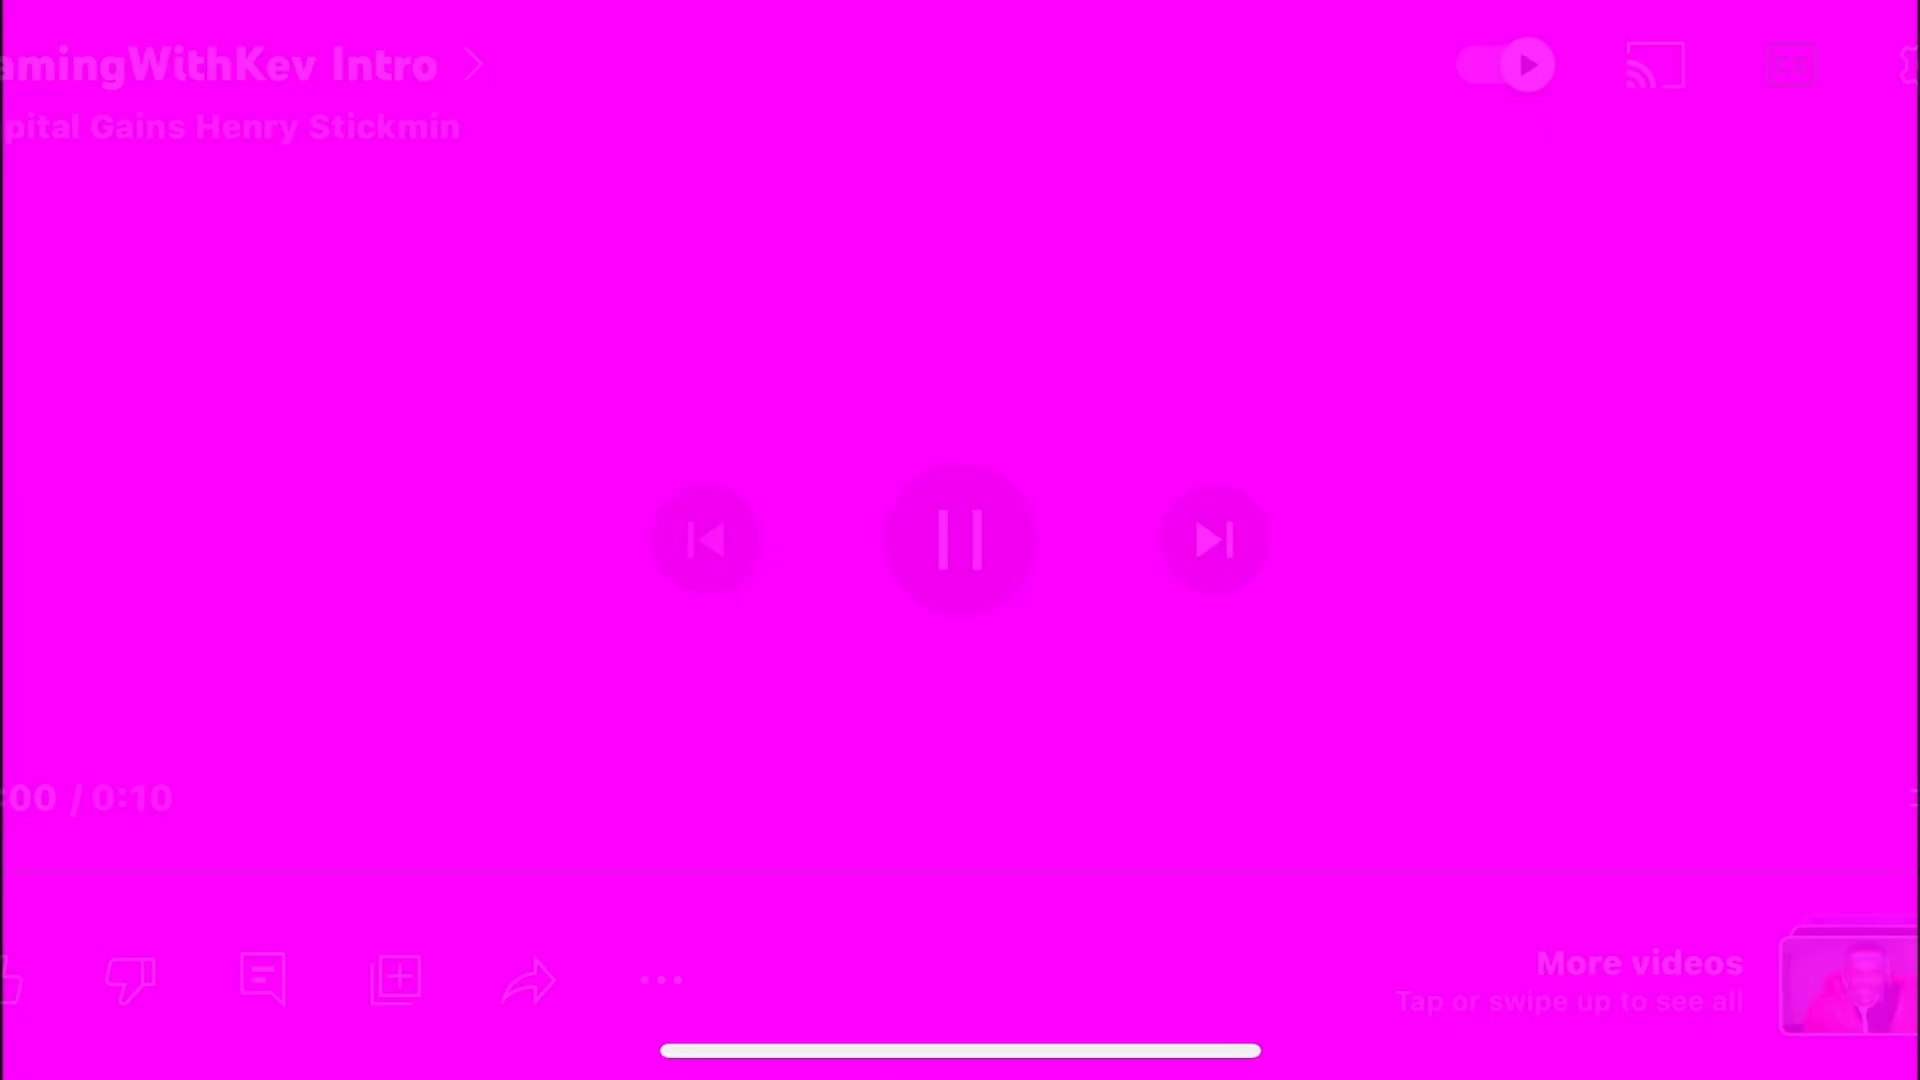 amingWithKev Intro
pital Gains Henry Stickmin
:00 / 0:10
More videos
Tap or swipe up to see all